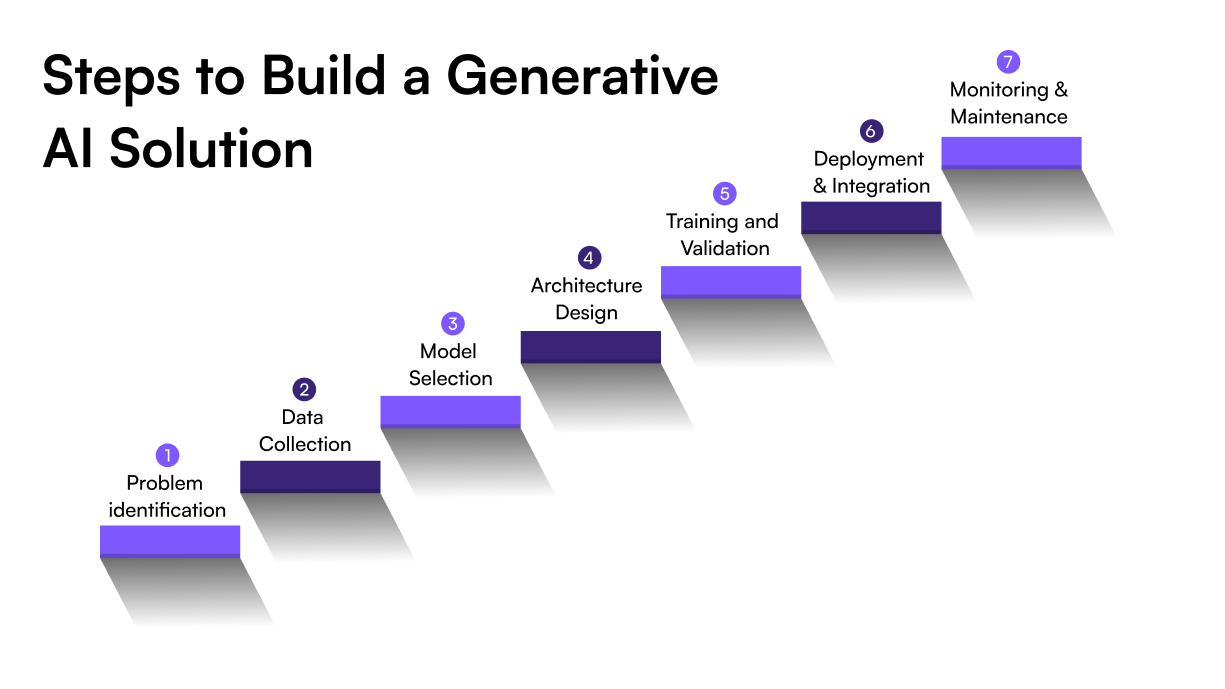 Steps to Build a Generative
AI Solution
1
Problem
identification
2
Data
Collection
3
Model
Selection
4
Architecture
Design
5
Training and
Validation
6
Deployment
& Integration
7
Monitoring &
Maintenance